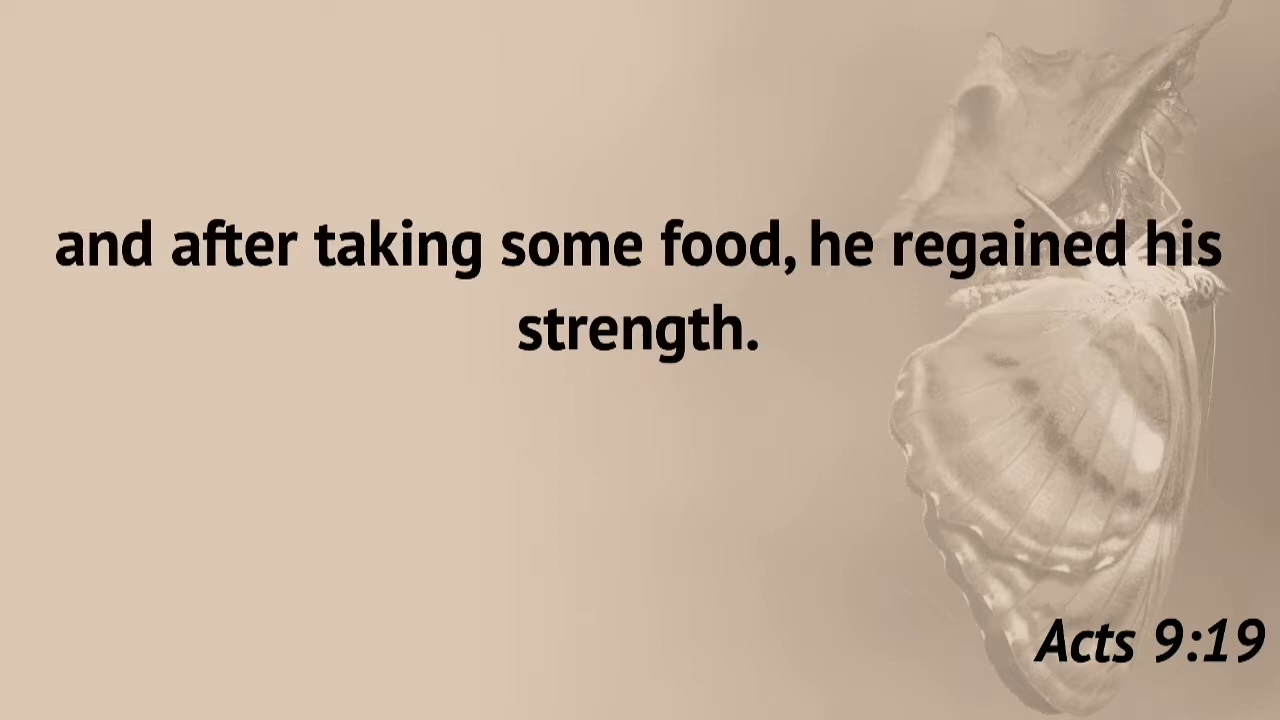 and after taking some food, he regained his
strength.
Acts 9:19